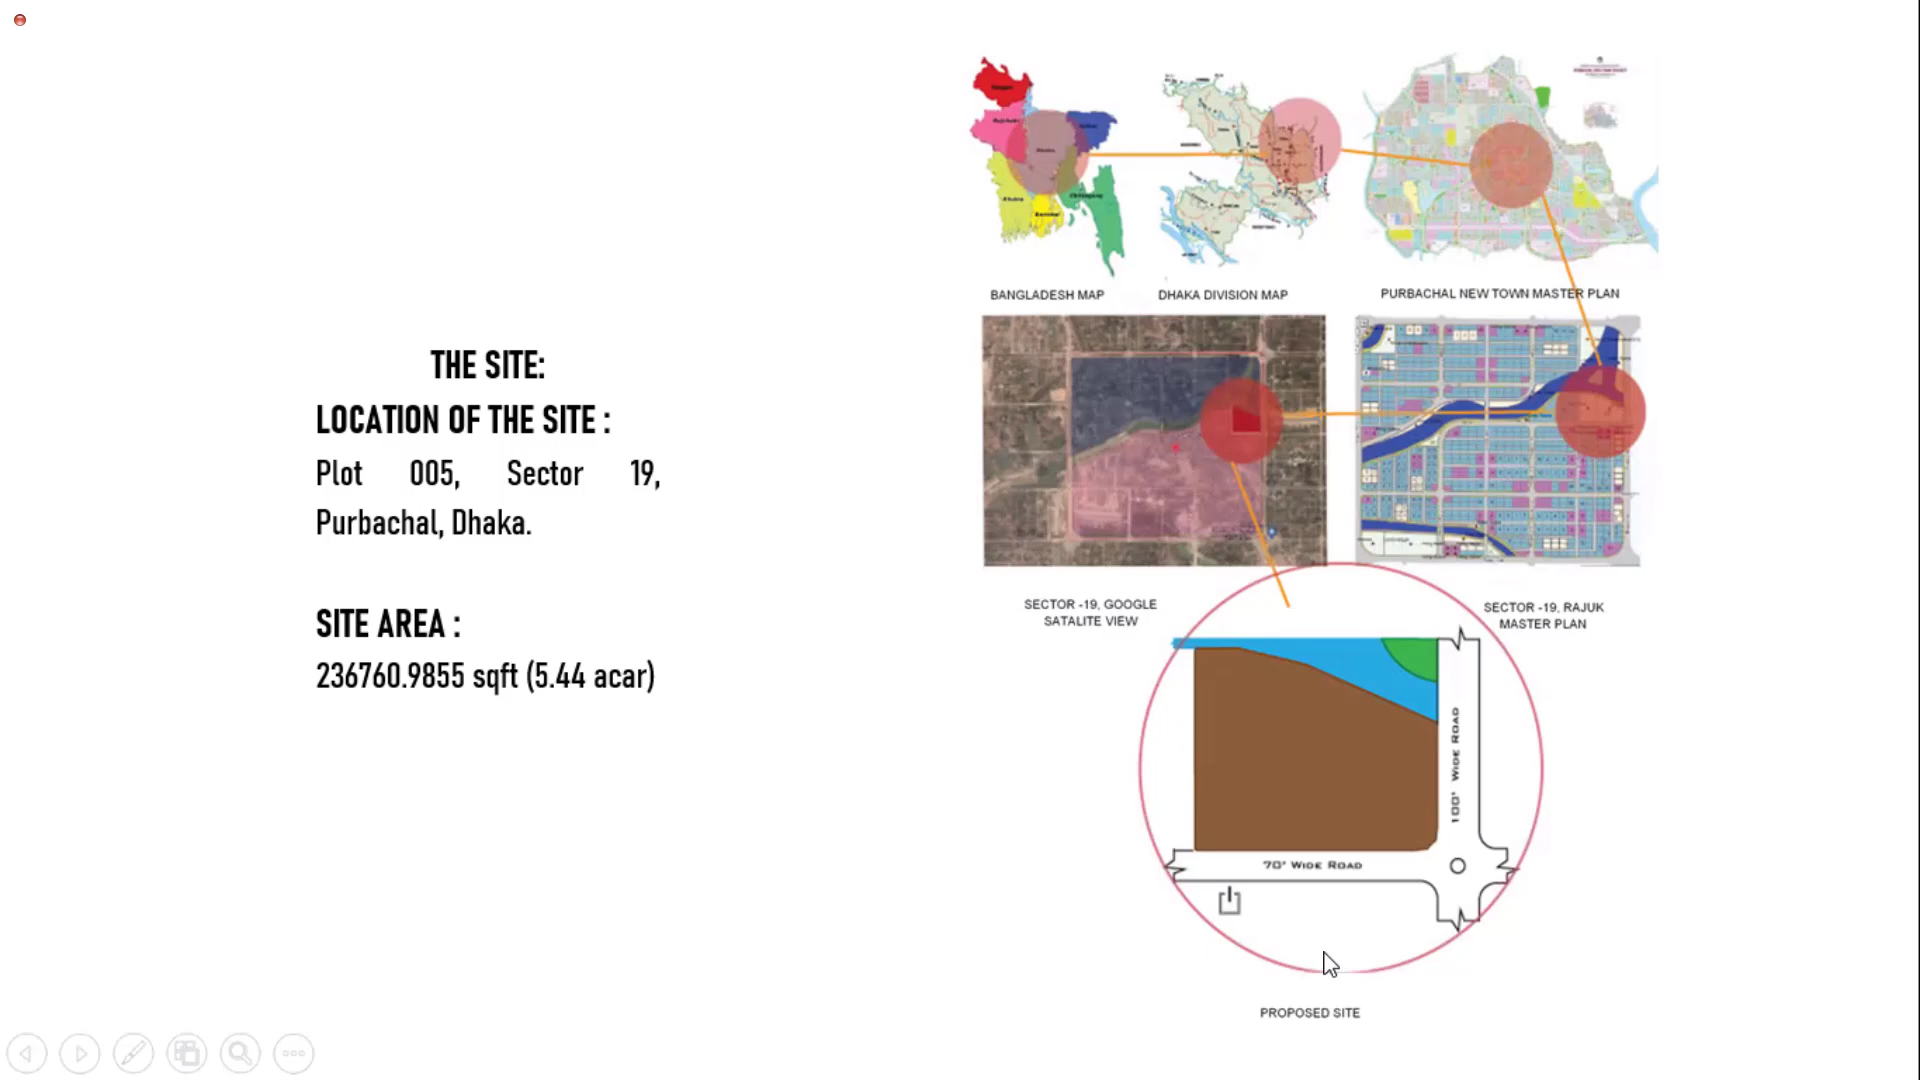 THE SITE:
LOCATION OF THE SITE :
Plot 005, Sector 19,
Purbachal, Dhaka.
SITE AREA :
236760.9855 sqft (5.44 acar)
BANGLADESH MAP
DHAKA DIVISION MAP
PURBACHAL NEW TOWN MASTER PLAN
SECTOR -19, GOOGLE
SATALITE VIEW
SECTOR -19, RAJUK
MASTER PLAN
100' WIDE ROAD
70' WIDE ROAD
PROPOSED SITE